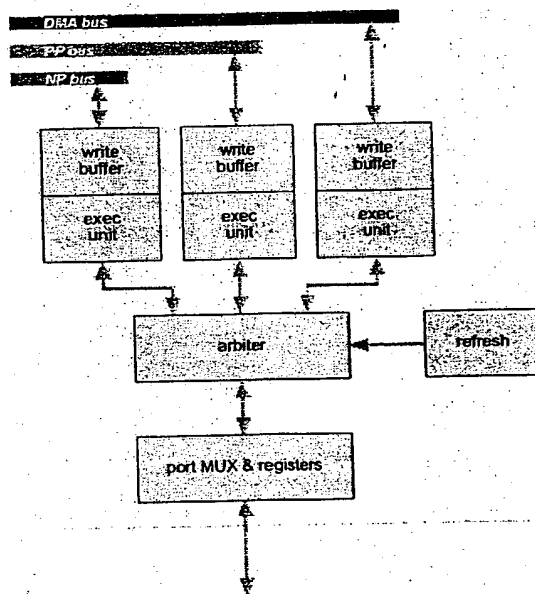 DMA bus
PP bus
NP bus
write
buffer
write
buffer
write
buffer
exec
unit
exec
unit
exec
unit
arbiter
refresh
port MUX & registers